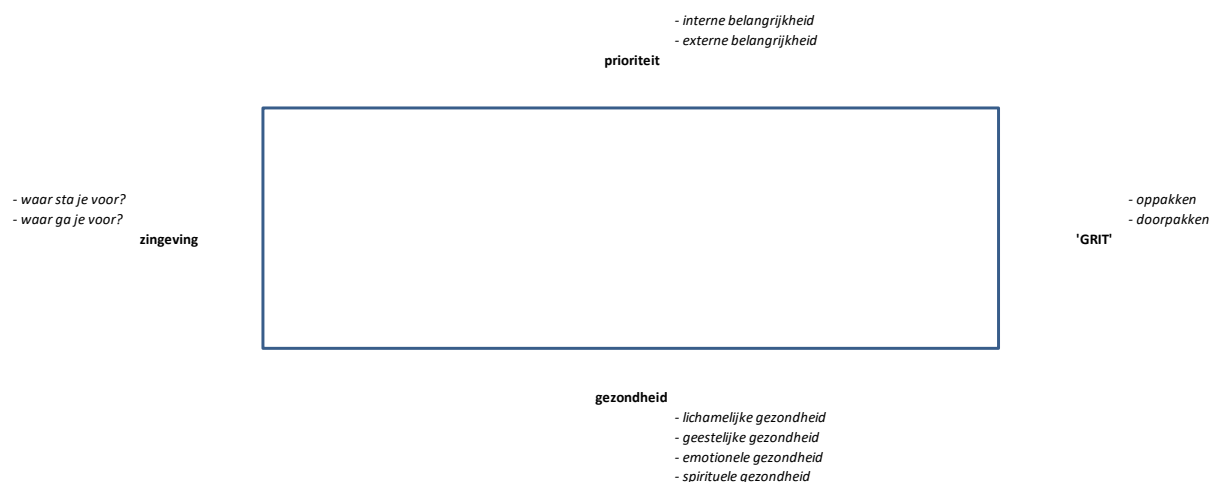 - interne belangrijkheid
- externe belangrijkheid
prioriteit
- waar sta je voor?
- waar ga je voor?
zingeving
- oppakken
- doorpakken
'GRIT'
gezondheid
- lichamelijke gezondheid
- geestelijke gezondheid
- emotionele gezondheid
- spirituele gezondheid